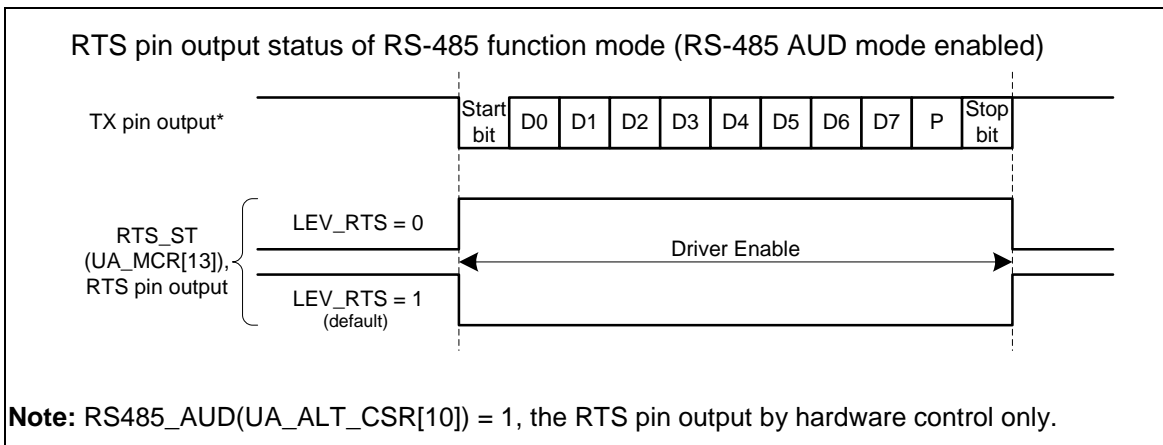 RTS pin output status of RS-485 function mode (RS-485 AUD mode enabled)
TX pin output*
Start
bit
D0
D1
D2
D3
D4
D5
D6
D7
P
Stop
bit
RTS_ST
(UA_MCR[13]),
RTS pin output
LEV_RTS = 0
Driver Enable
LEV_RTS = 1
(default)
Note: RS485_AUD(UA_ALT_CSR[10]) = 1, the RTS pin output by hardware control only.